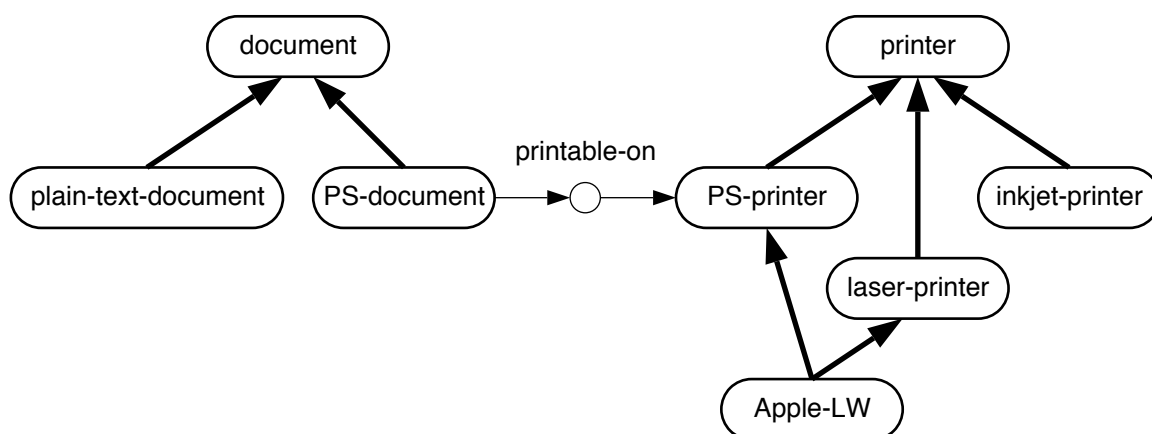 document
printer
printable-on
plain-text-document
PS-document
PS-printer
inkjet-printer
laser-printer
Apple-LW